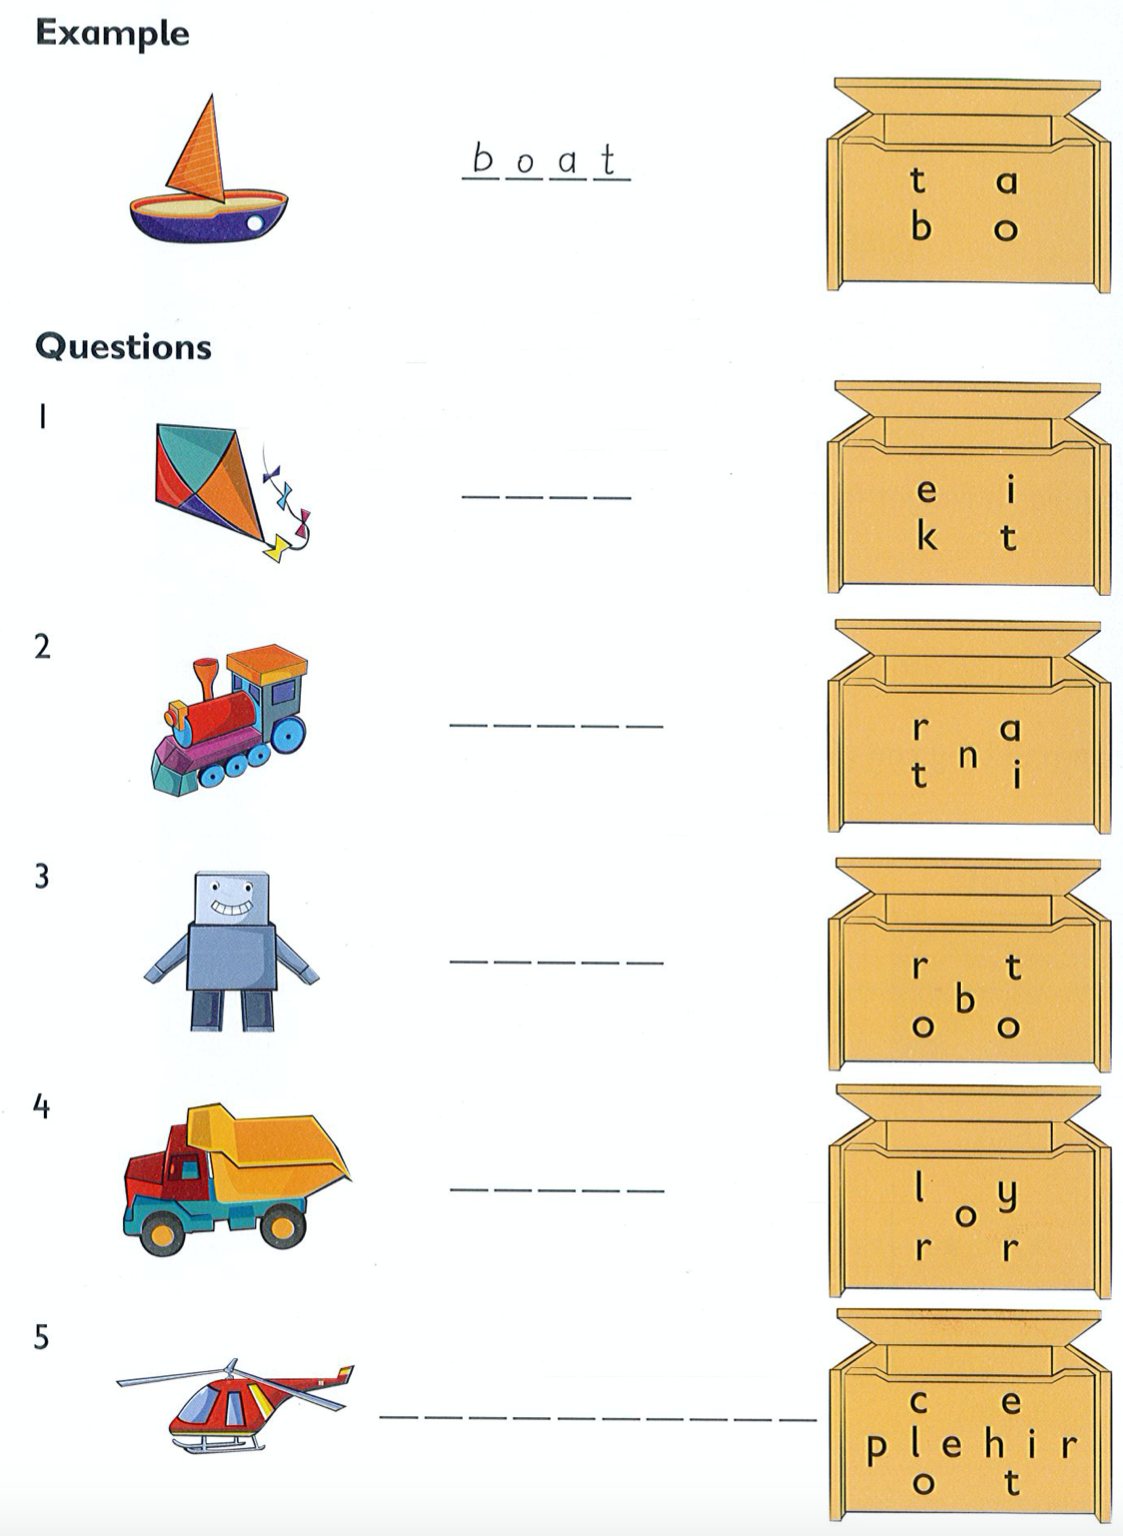 Example
b o a t
t a
b o
Questions
1
e i
k t
2
r a
n
t i
3
r t
b
o o
4
l y
o
r r
5
c e
p l e h i r
o t